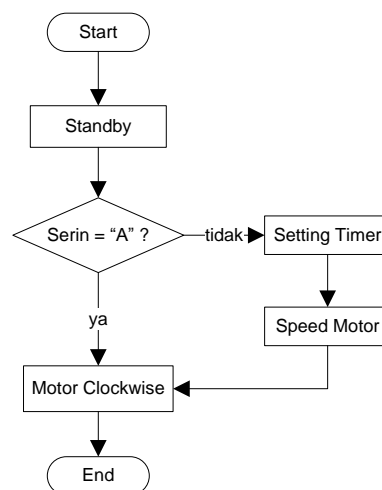 Start
Standby
Serin = “A” ?
tidak
Setting Timer
ya
Speed Motor
Motor Clockwise
End